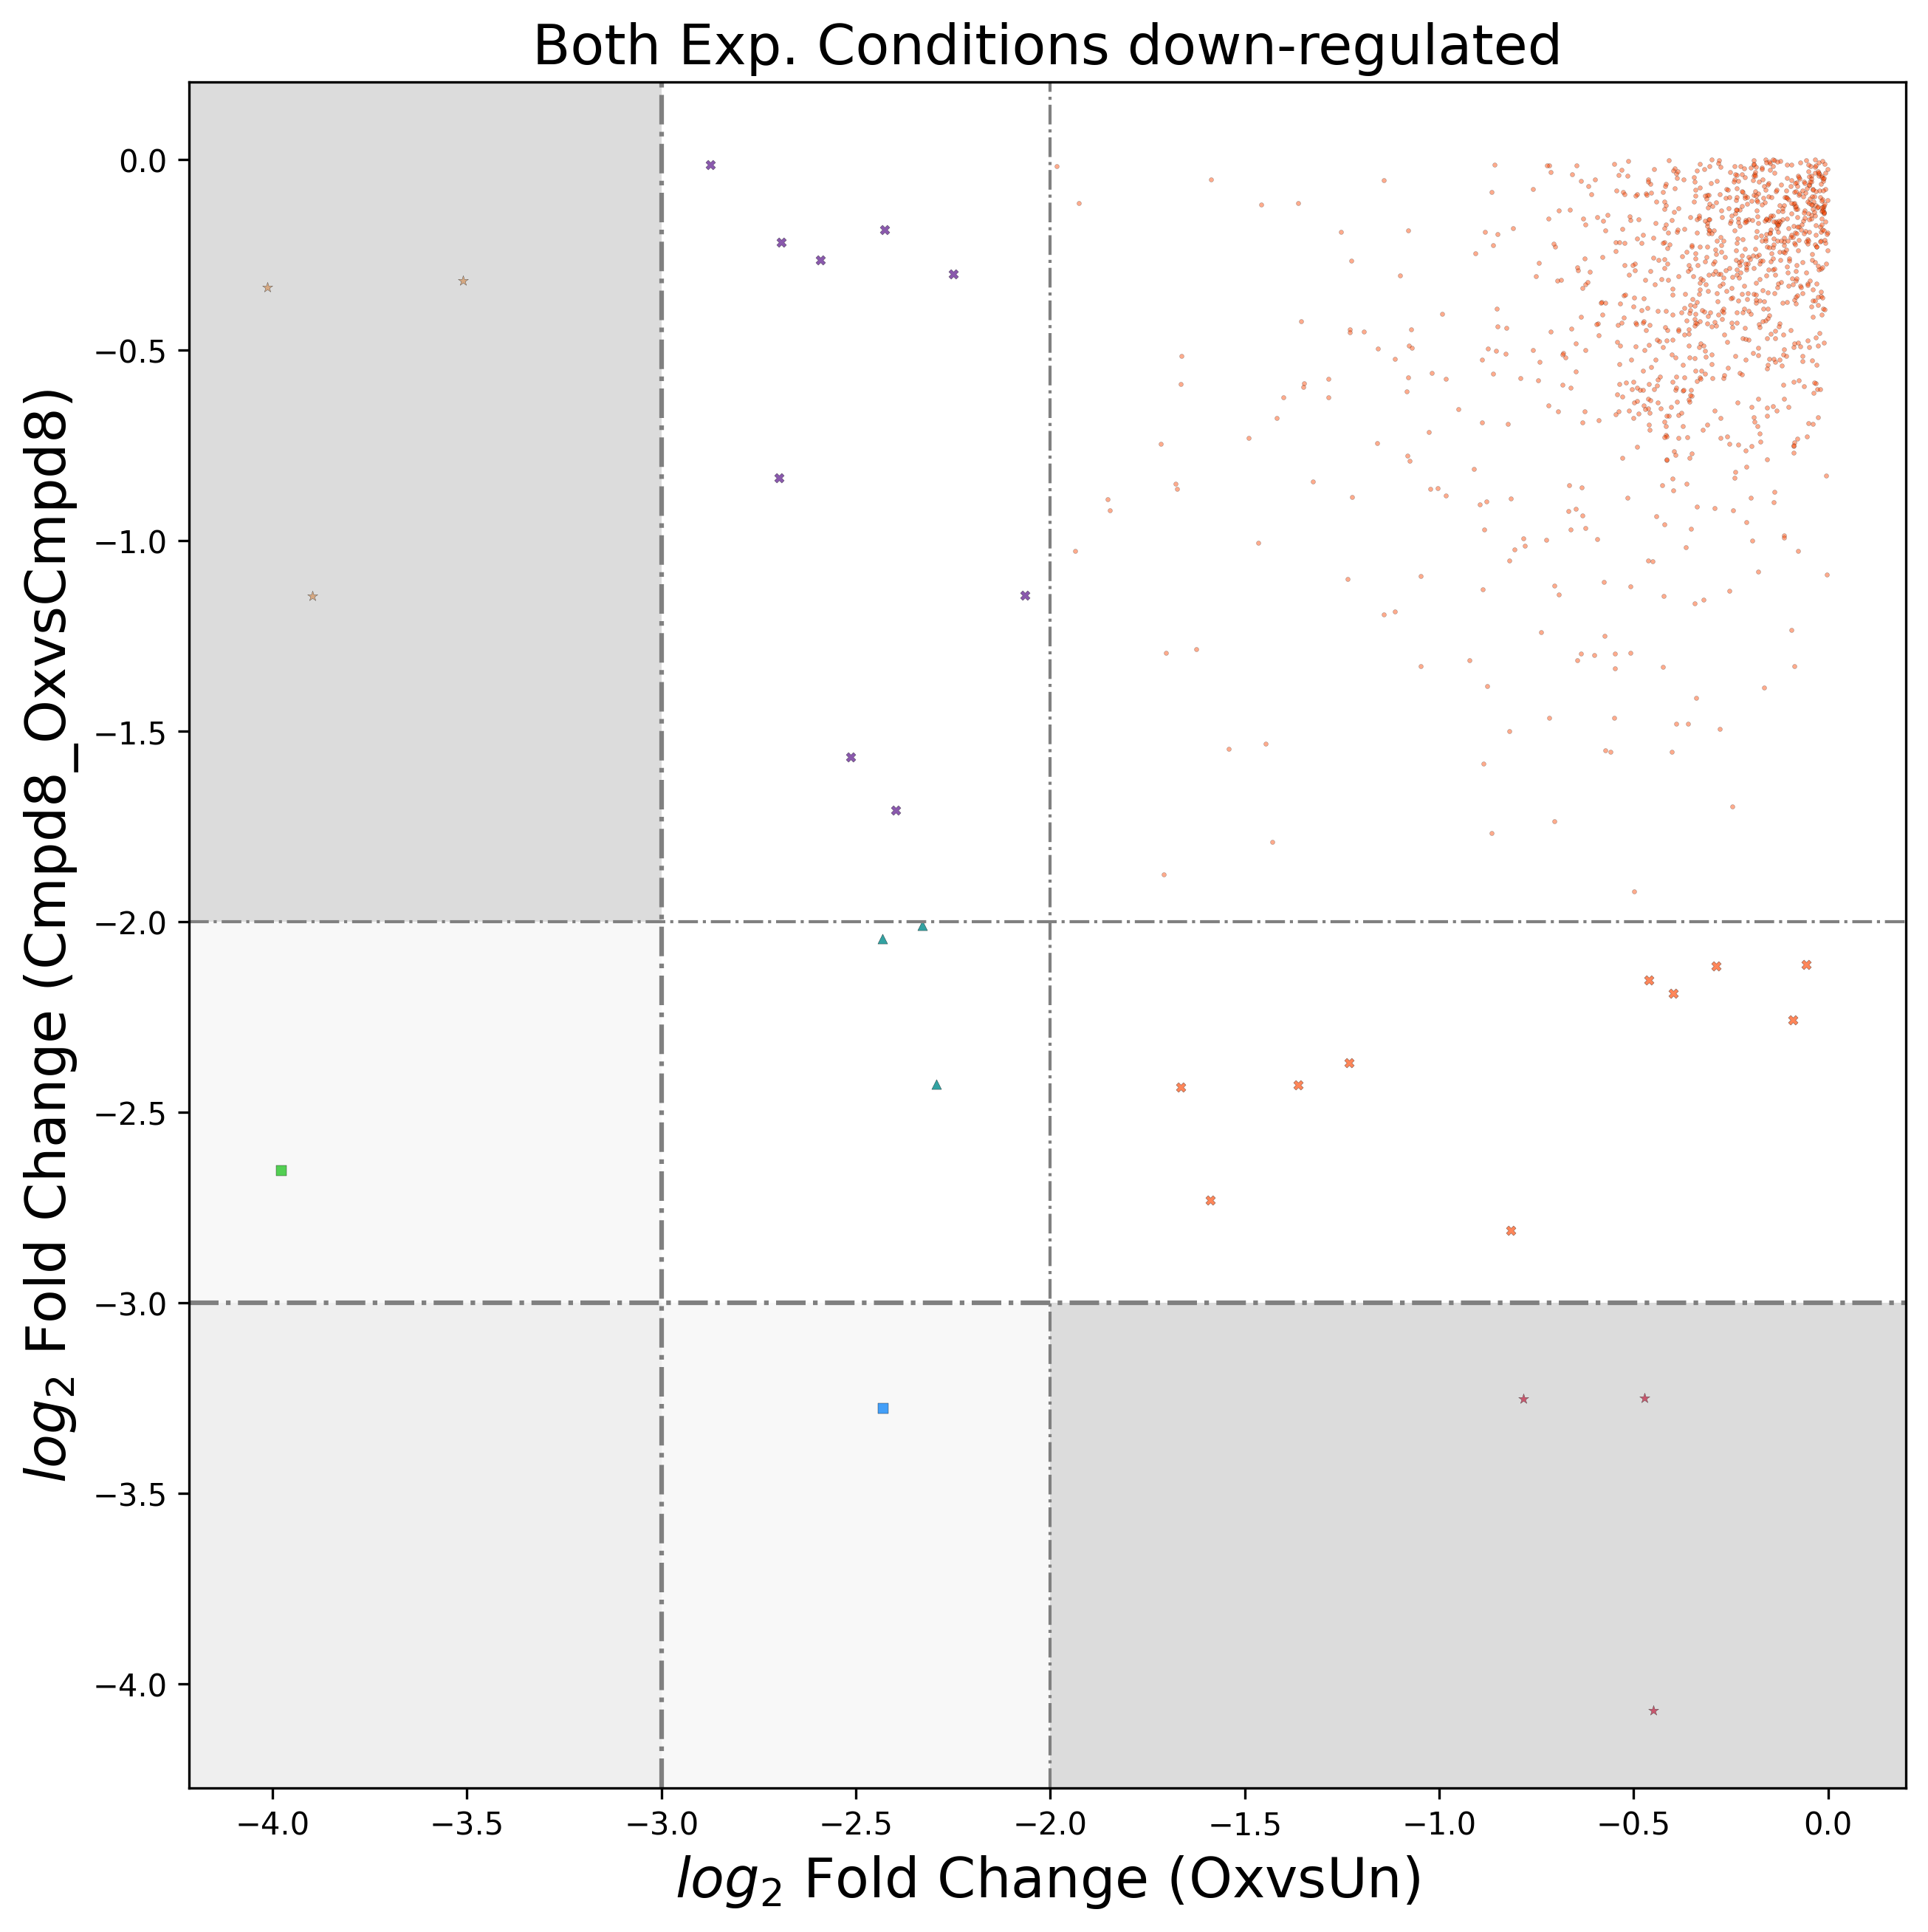 Both Exp. Conditions down-regulated
log2 Fold Change (Cmpd8_OxvsCmpd8)
0.0
−0.5
−1.0
−1.5
−2.0
−2.5
−3.0
−3.5
−4.0
−4.0 −3.5 −3.0 −2.5 −2.0 −1.5 −1.0 −0.5 0.0
log2 Fold Change (OxvsUn)